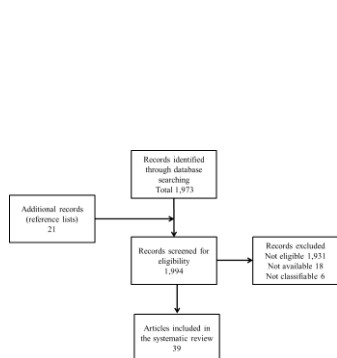 Records identified
through database
searching
Total 1,973
Additional records
(reference lists)
21
Records screened for
eligibility
1,994
Records excluded
Not eligible 1,931
Not available 18
Not classifiable 6
Articles included in
the systematic review
39